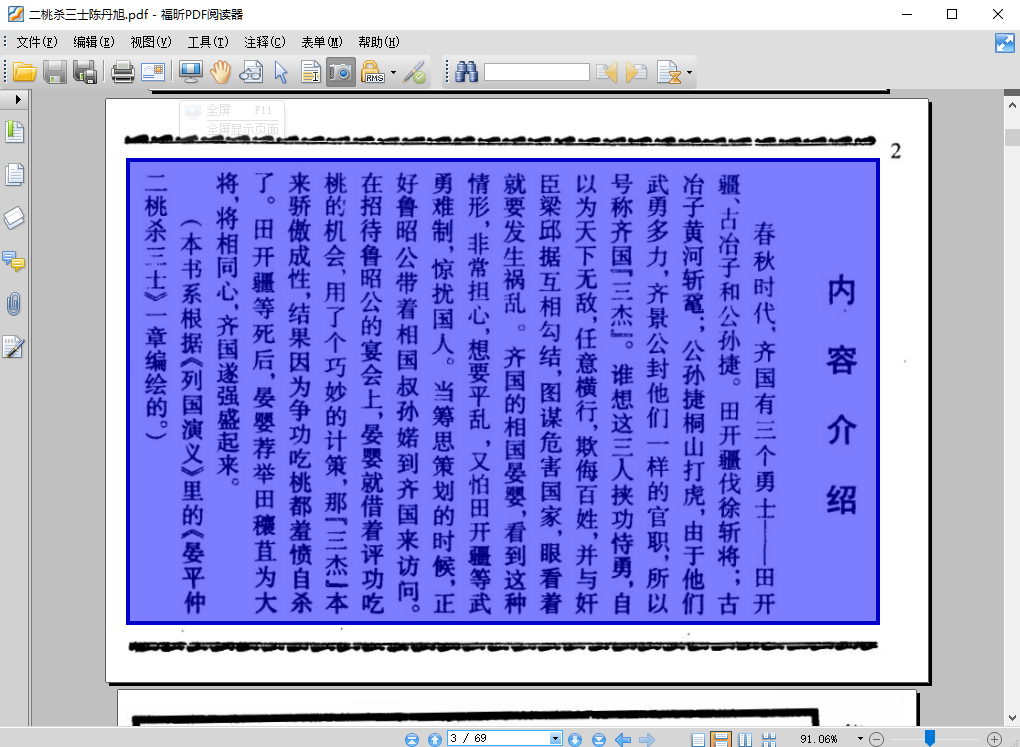 二桃杀三士陈丹旭.pdf - 福昕PDF阅读器
文件(F) 编辑(E) 视图(V) 工具(T) 注释(C) 表单(M) 帮助(H)
RMS
全屏 F11
全屏显示页面
2
内容介绍
春秋时代，齐国有三个勇士——田开
疆、古冶子和公孙捷。田开疆伐徐斩将；古
冶子黄河斩鼋；公孙捷桐山打虎，由于他们
武勇多力，齐景公封他们一样的官职，所以
号称齐国『三杰』。谁想这三人挟功恃勇，自
以为天下无敌，任意横行，欺侮百姓，并与奸
臣梁邱据互相勾结，图谋危害国家，眼看着
就要发生祸乱。齐国的相国晏婴，看到这种
情形，非常担心，想要平乱，又怕田开疆等武
勇难制，惊扰国人。当筹思策划的时候，正
好鲁昭公带着相国叔孙婼到齐国来访问。
在招待鲁昭公的宴会上，晏婴就借着评功吃
桃的机会，用了个巧妙的计策，那『三杰』本
来骄傲成性，结果因为争功吃桃都羞愤自杀
了。田开疆等死后，晏婴荐举田穰苴为大
将，将相同心，齐国遂强盛起来。
（本书系根据《列国演义》里的《晏平仲
二桃杀三士》一章编绘的。）
3 / 69
91.06%